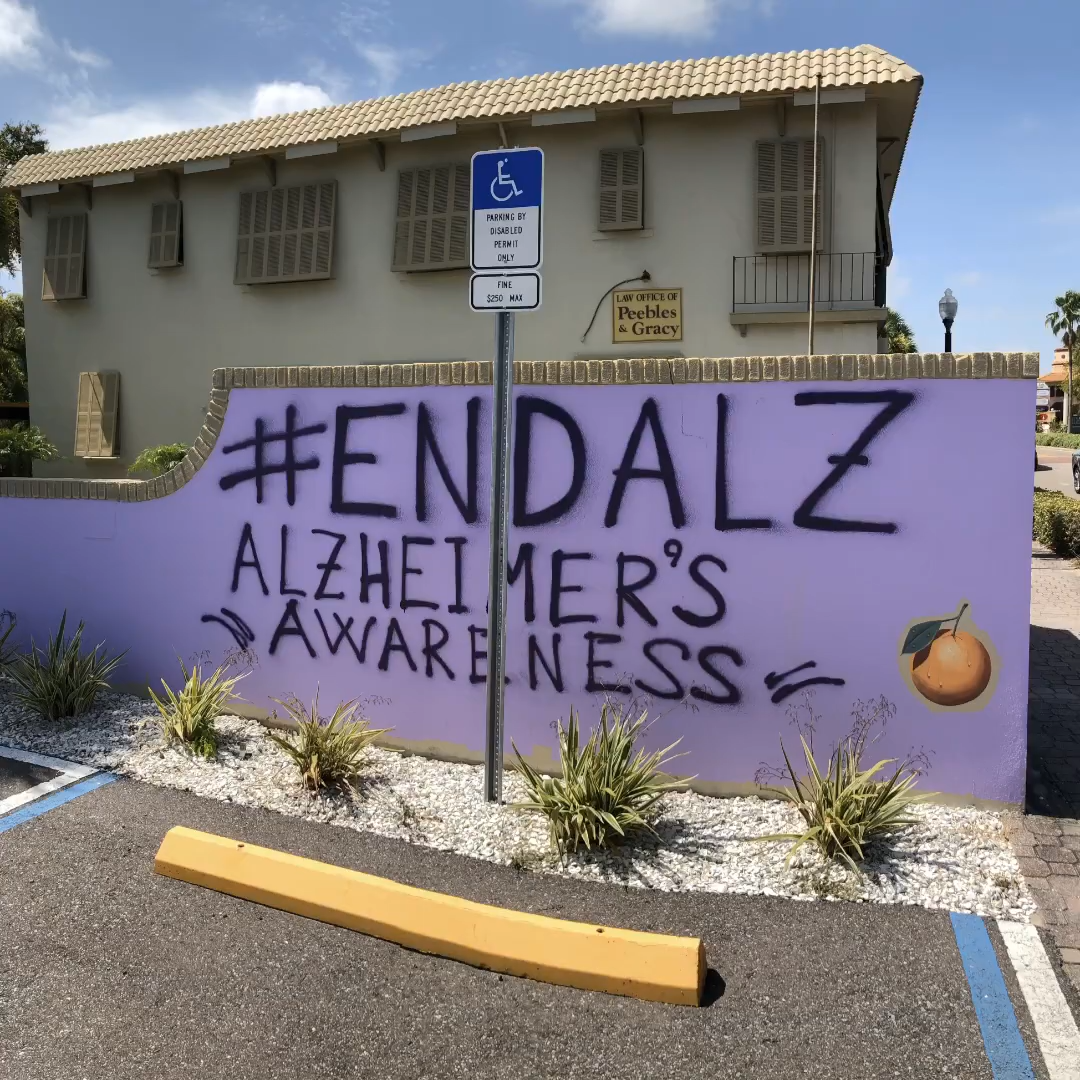 PARKING BY
DISABLED
PERMIT
ONLY
FINE
$250 MAX
LAW OFFICE OF
Peebles
& Gracy
#ENDALZ
ALZHEIMER'S
AWARENESS